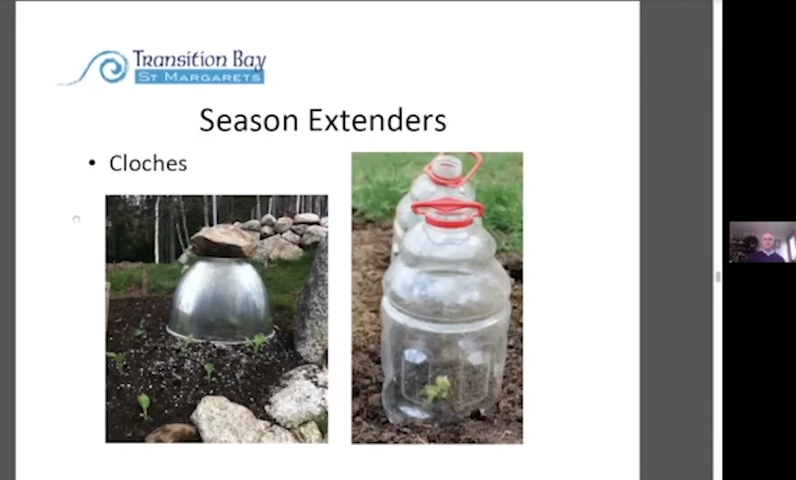 Transition Bay
St Margarets
Season Extenders
• Cloches